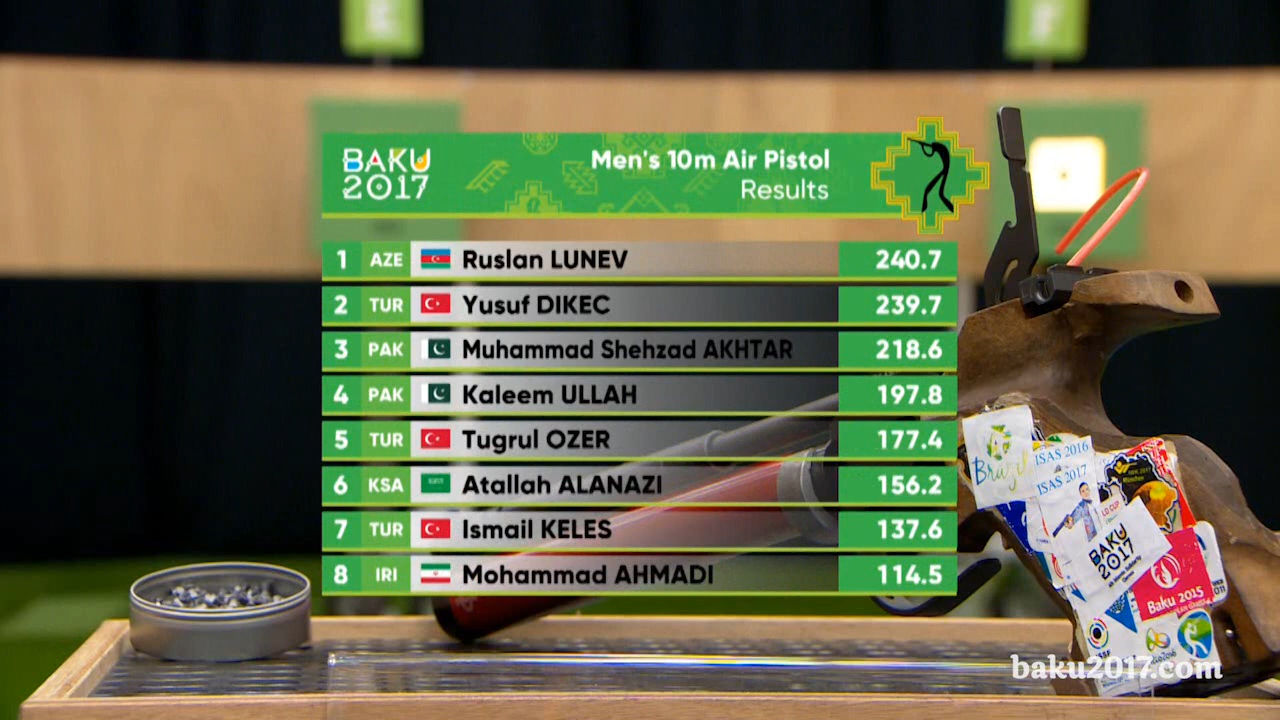 E
F
BAKU
2017
Men's 10m Air Pistol
Results
1 AZE Ruslan LUNEV 240.7
2 TUR Yusuf DIKEC 239.7
3 PAK Muhammad Shehzad AKHTAR 218.6
4 PAK Kaleem ULLAH 197.8
5 TUR Tugrul OZER 177.4
6 KSA Atallah ALANAZI 156.2
7 TUR Ismail KELES 137.6
8 IRI Mohammad AHMADI 114.5
Brazil
ISAS 2016
ISAS 2017
BAKU
2017
Baku 2015
baku2017.com